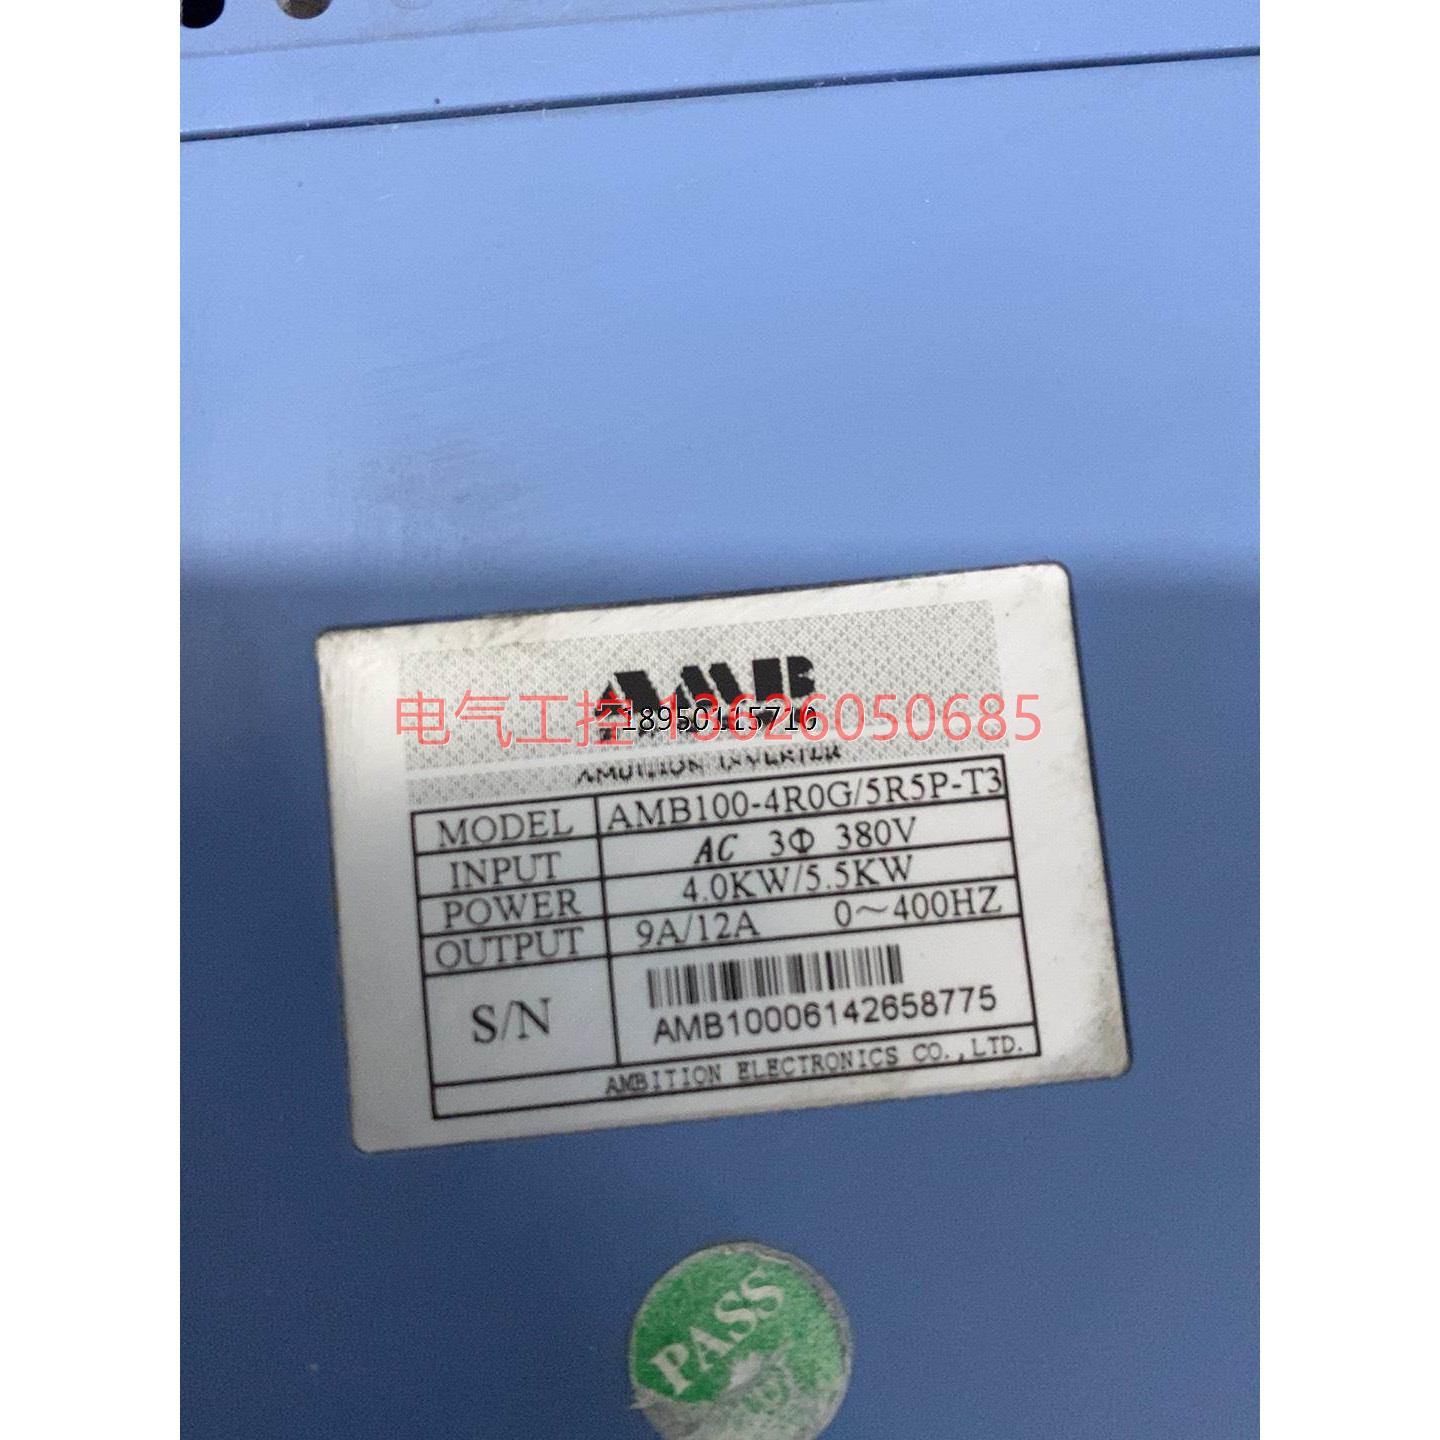 AMB
电气工控 13626050685
18950115710
AMBITION INVERTER
MODEL AMB100-4R0G/5R5P-T3
INPUT AC 3Φ 380V
POWER 4.0KW/5.5KW
OUTPUT 9A/12A 0~400HZ
S/N AMB10006142658775
AMBITION ELECTRONICS CO.,LTD.
PASS